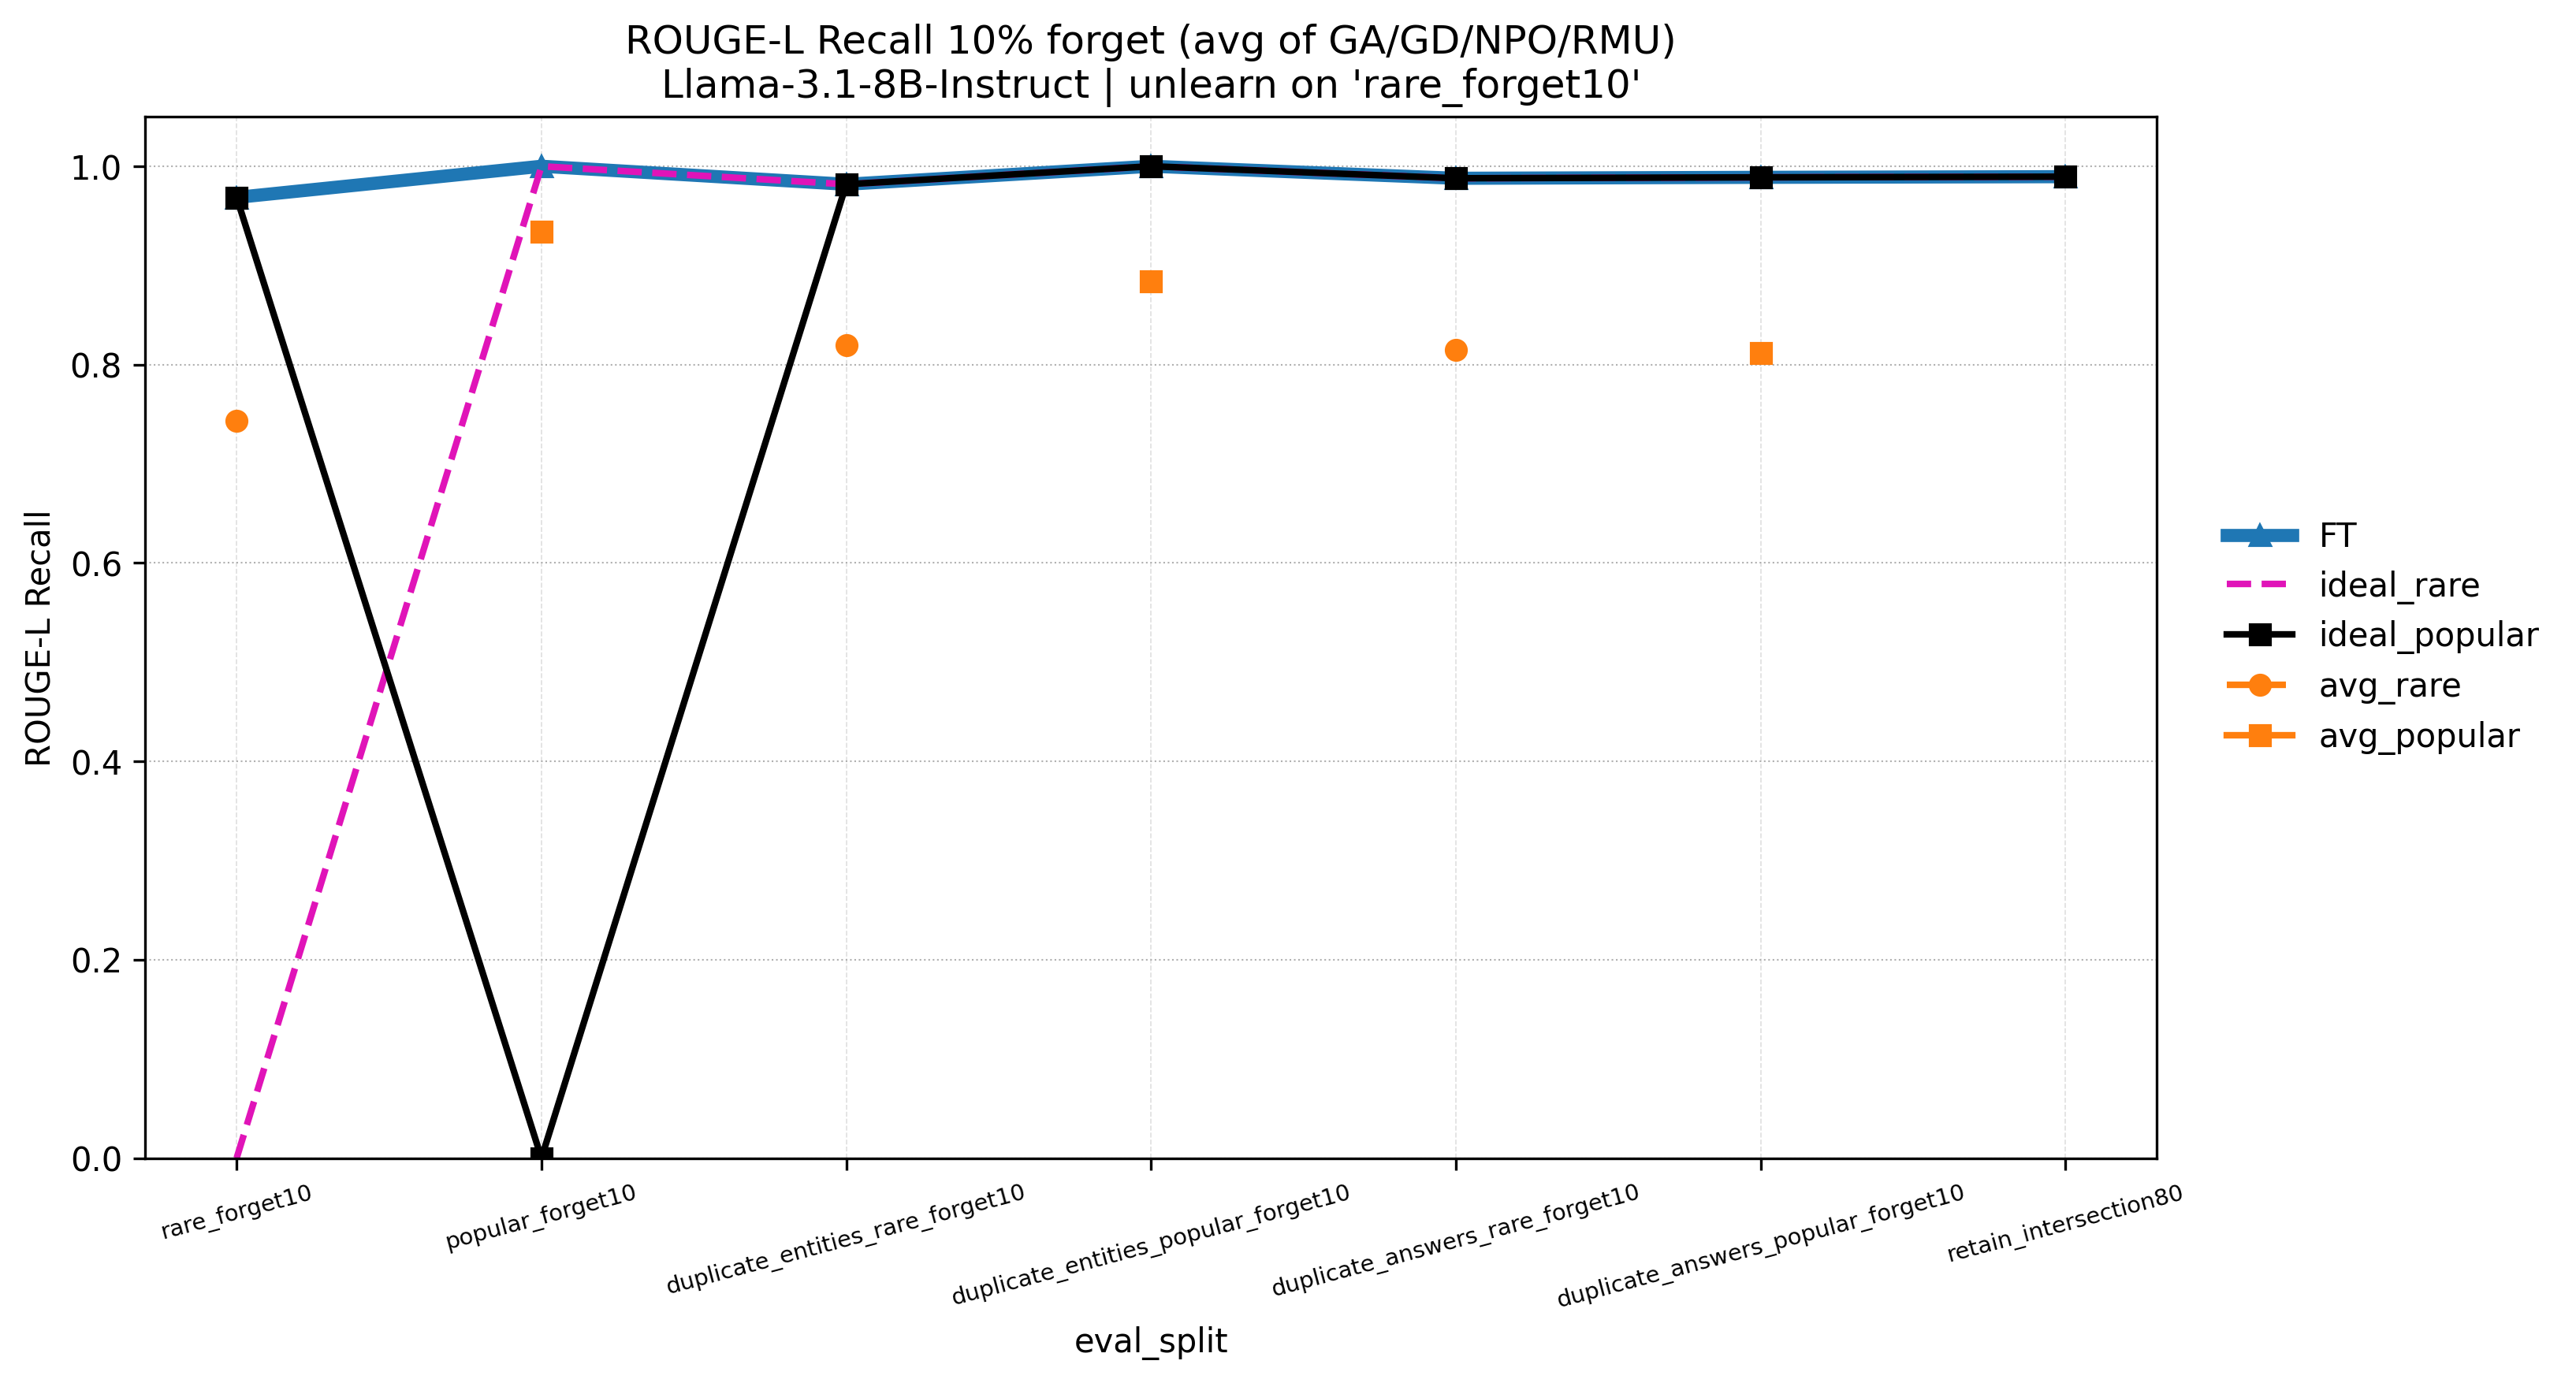 ROUGE-L Recall 10% forget (avg of GA/GD/NPO/RMU)
Llama-3.1-8B-Instruct | unlearn on 'rare_forget10'
ROUGE-L Recall
1.0
0.8
0.6
0.4
0.2
0.0
rare_forget10
popular_forget10
duplicate_entities_rare_forget10
duplicate_entities_popular_forget10
duplicate_answers_rare_forget10
duplicate_answers_popular_forget10
retain_intersection80
eval_split
FT
ideal_rare
ideal_popular
avg_rare
avg_popular